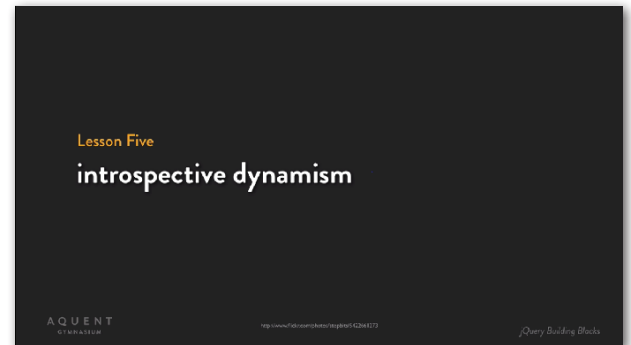 Lesson Five
introspective dynamism
AQUENT
GYMNASIUM
jQuery Building Blocks